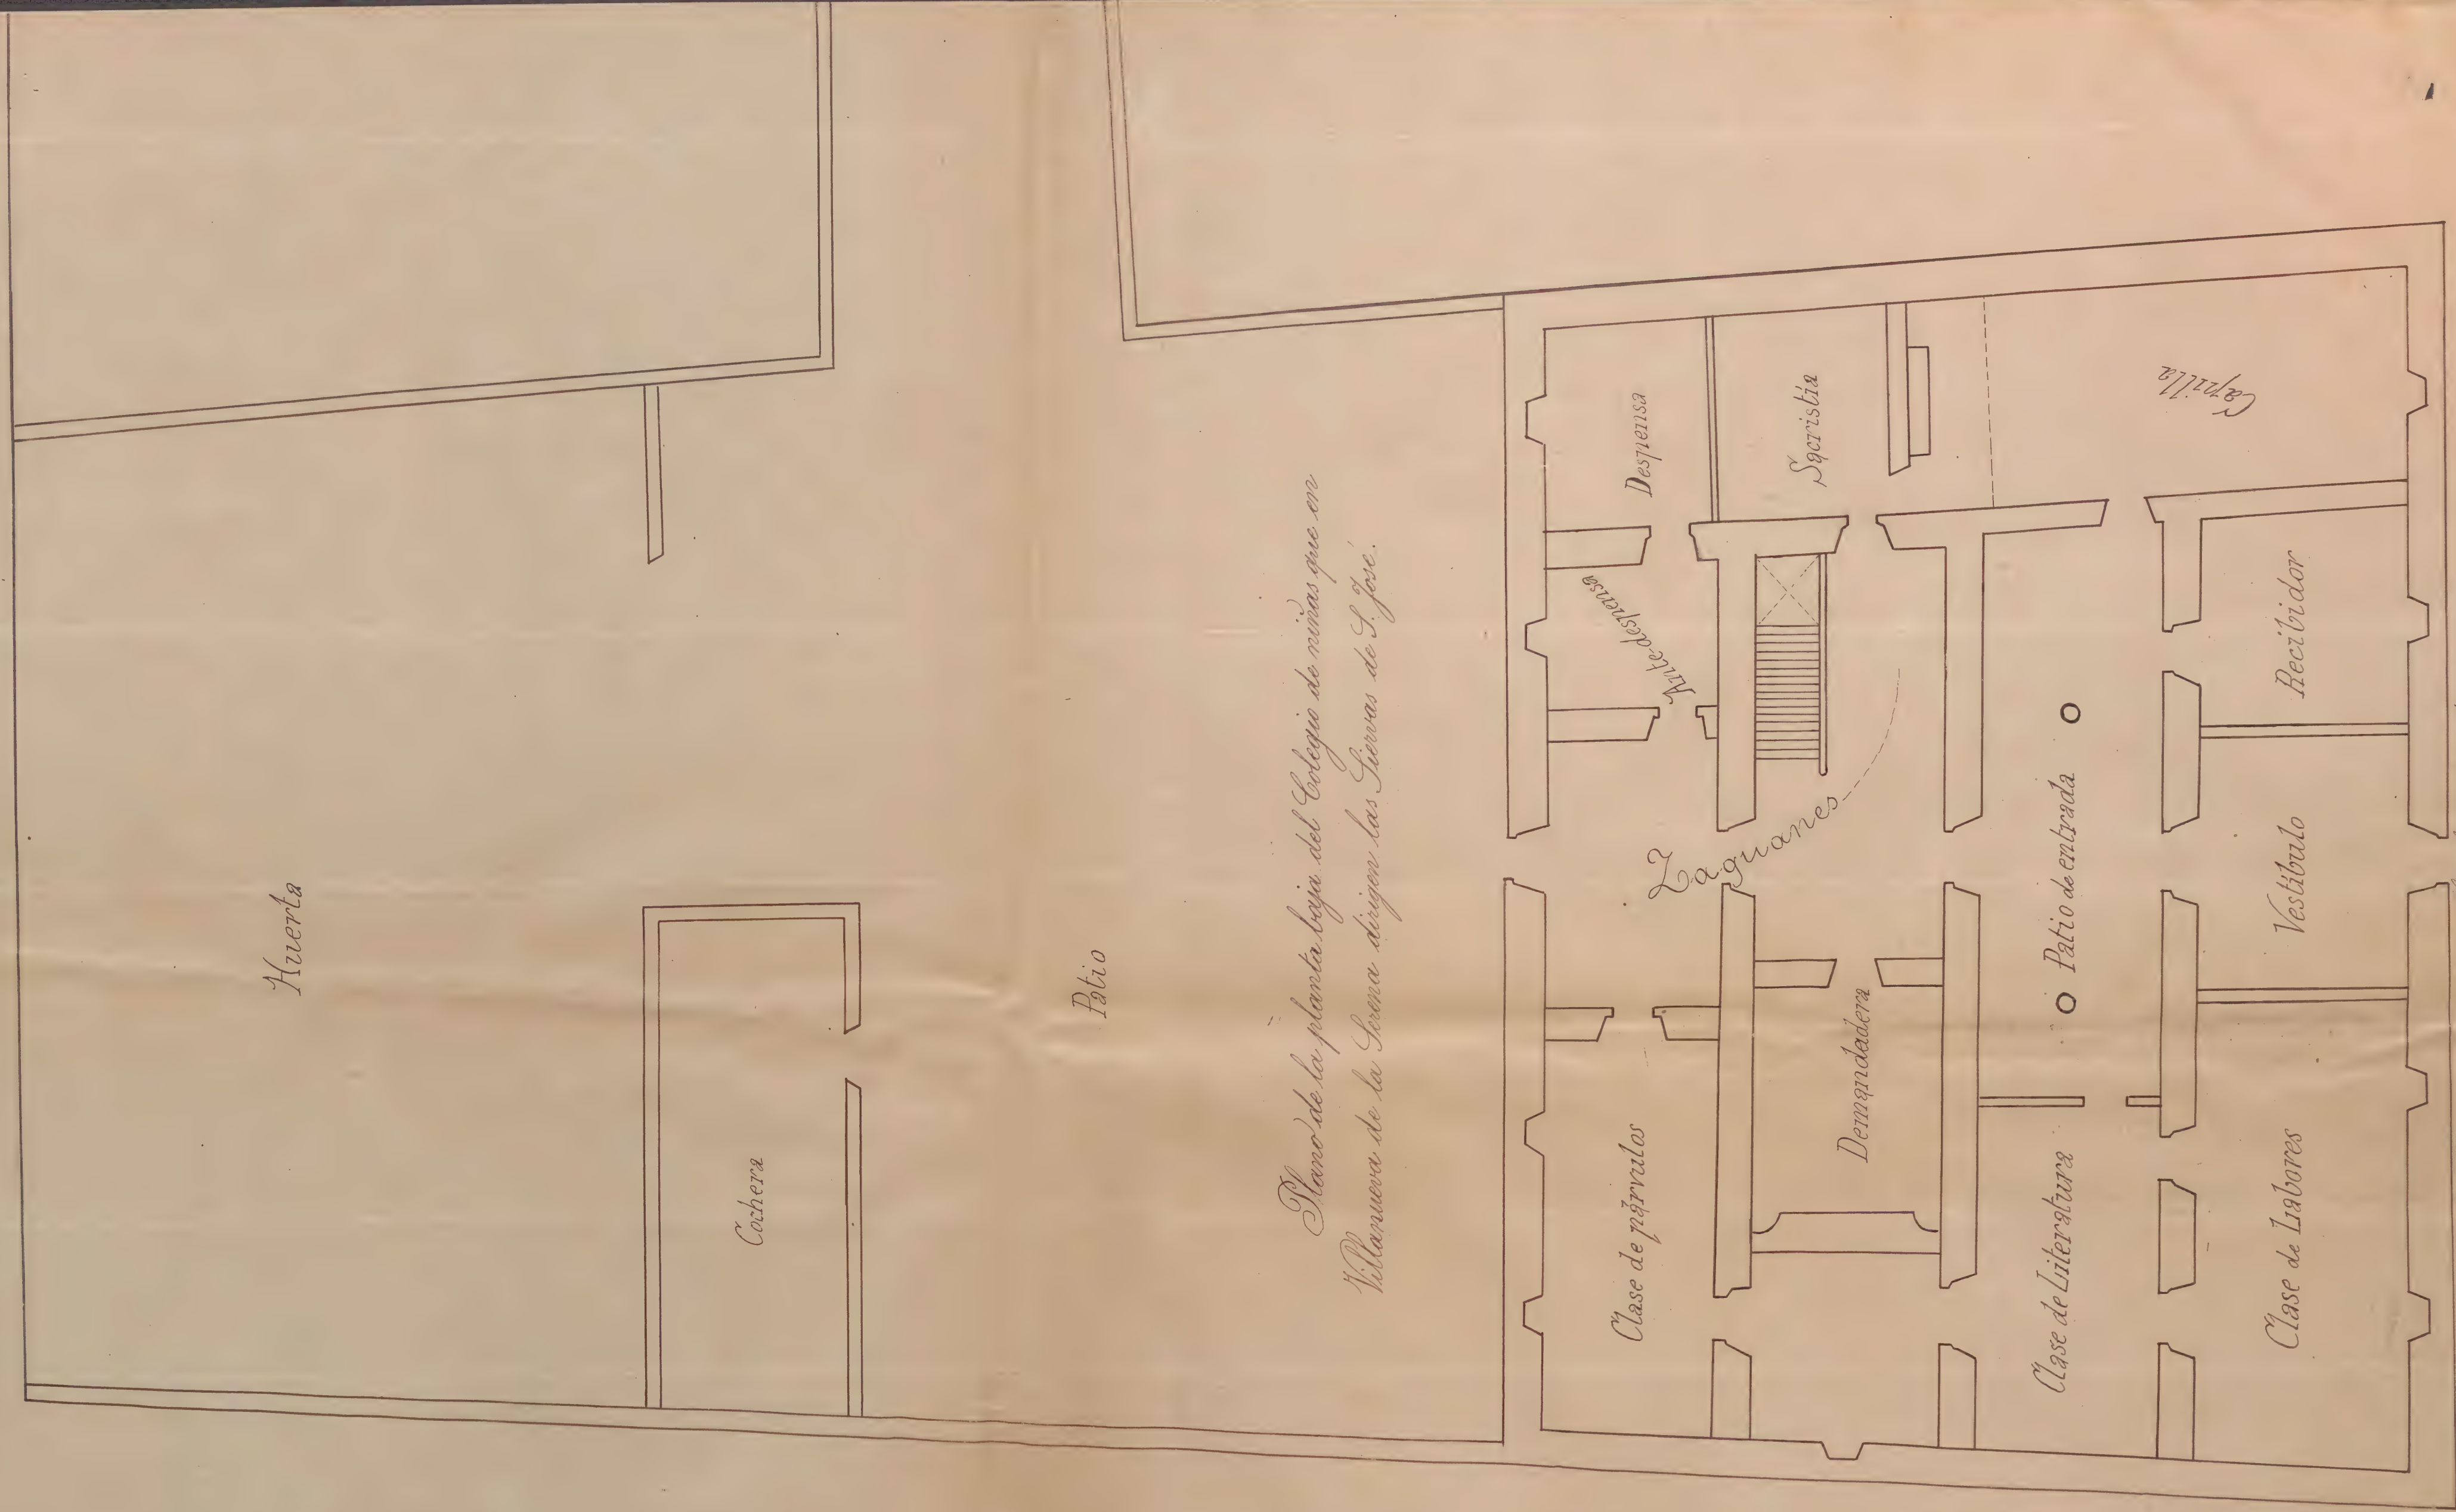 Huerta
Cochera
Patio
Plano de la planta baja del Colegio de niñas que en
Villanueva de la Serena dirigen las Siervas de S. José.
Despensa
Antedespensa
Clase de párvulos
Zaguanes
Sacristía
Demandadera
Capilla
Patio de entrada
Clase de Literatura
Recibidor
Vestíbulo
Clase de Labores